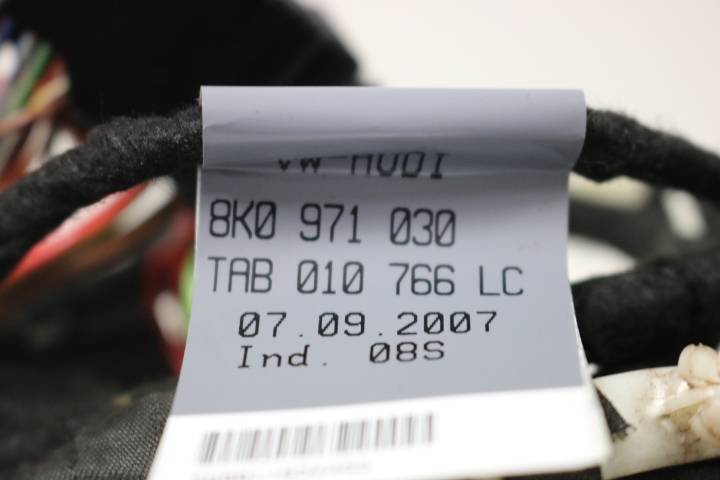 VW-AUDI
8K0 971 030
TAB 010 766 LC
07.09.2007
Ind. 08S